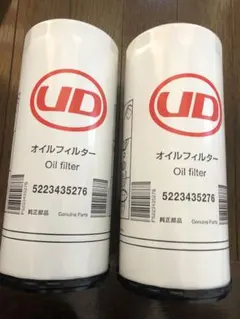 UD
オイルフィルター
Oil filter
5223435276
純正部品
Genuine Parts
UD
オイルフィルター
Oil filter
5223435276
純正部品
Genuine Parts